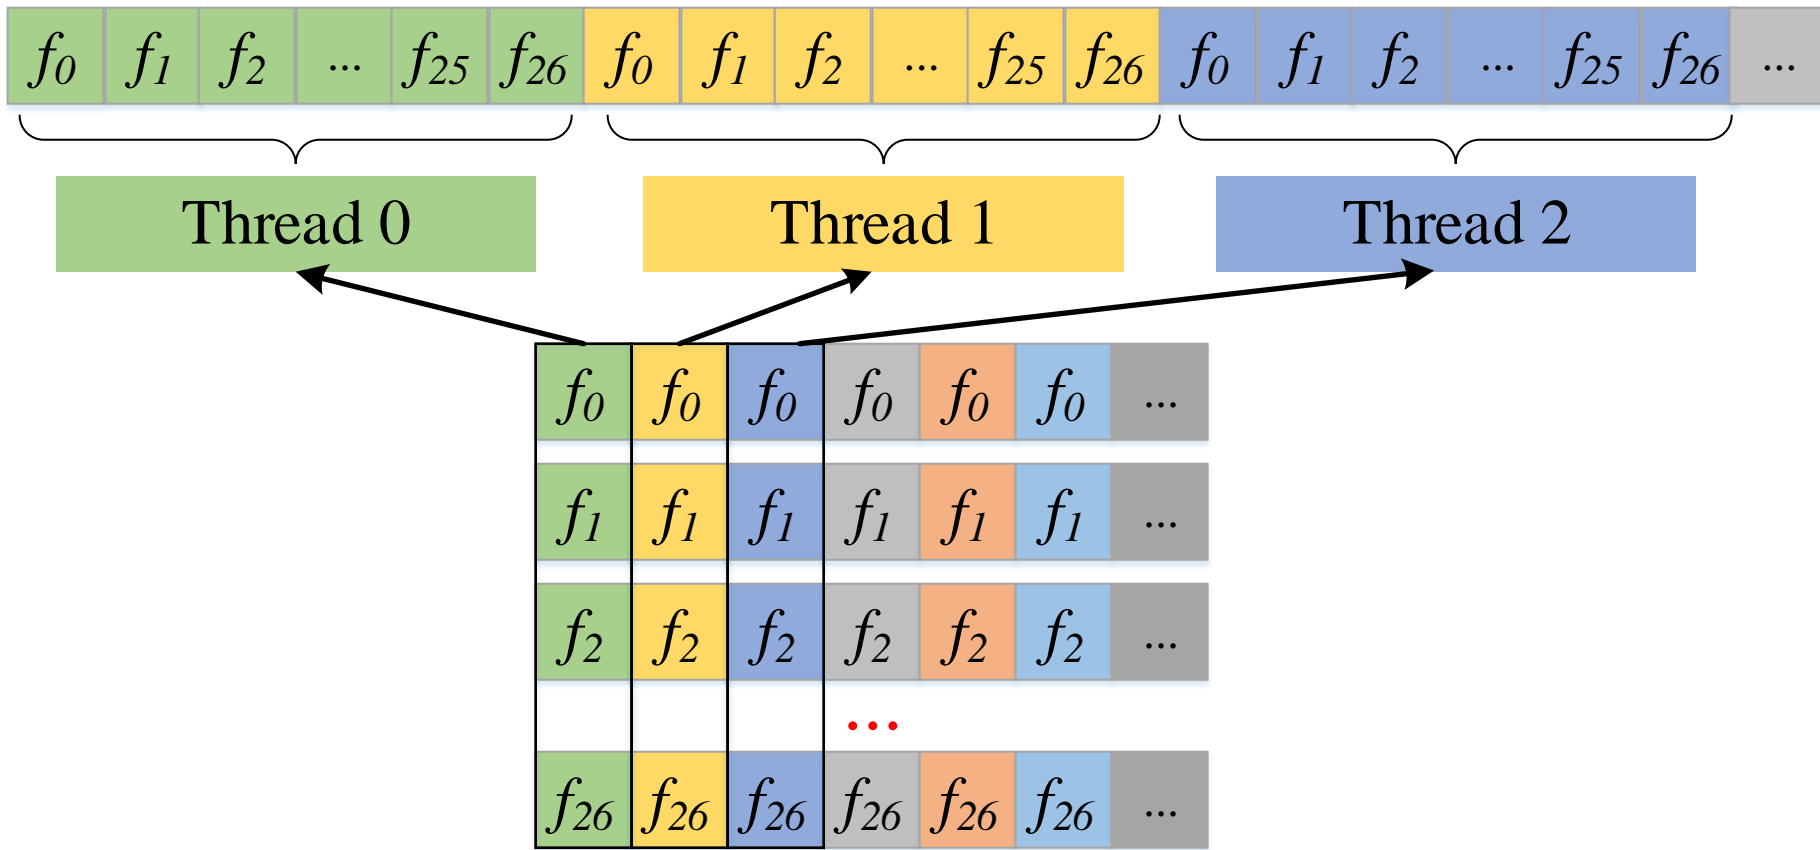 f0 f1 f2 ... f25 f26 f0 f1 f2 ... f25 f26 f0 f1 f2 ... f25 f26 ...
Thread 0 Thread 1 Thread 2
f0 f0 f0 f0 f0 f0 ...
f1 f1 f1 f1 f1 f1 ...
f2 f2 f2 f2 f2 f2 ...
...
f26 f26 f26 f26 f26 f26 ...